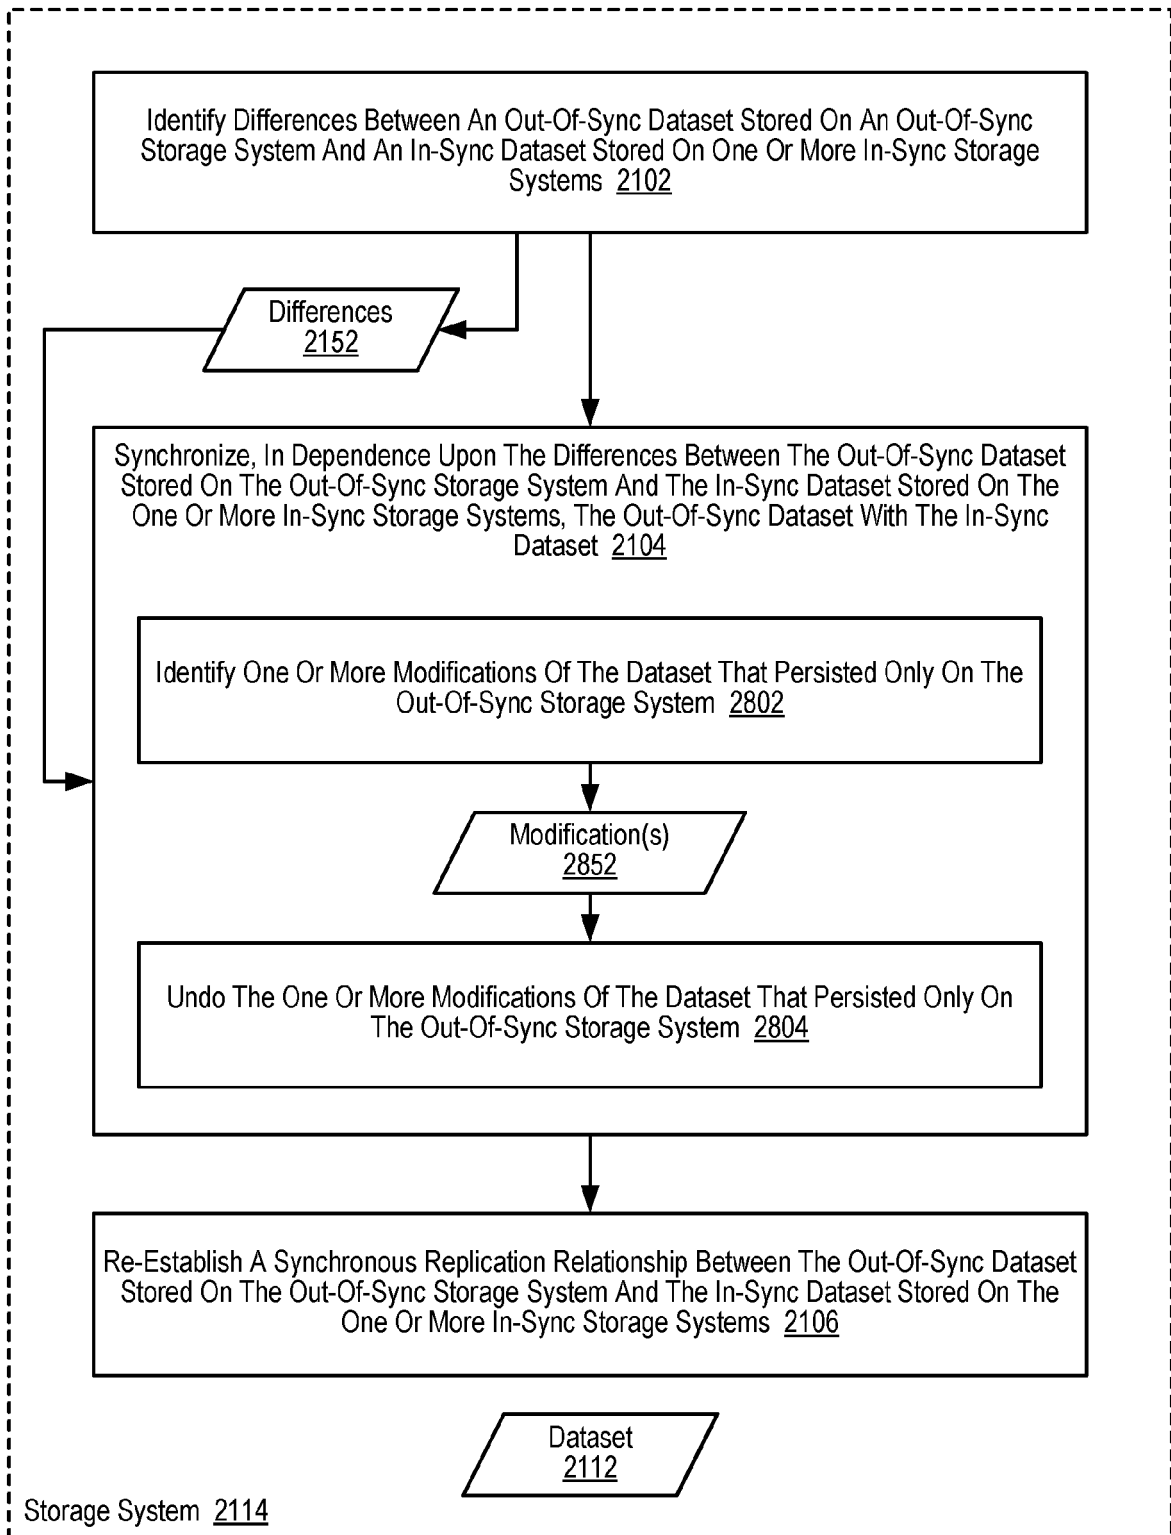 Identify Differences Between An Out-Of-Sync Dataset Stored On An Out-Of-Sync
Storage System And An In-Sync Dataset Stored On One Or More In-Sync Storage
Systems 2102
Differences
2152
Synchronize, In Dependence Upon The Differences Between The Out-Of-Sync Dataset
Stored On The Out-Of-Sync Storage System And The In-Sync Dataset Stored On The
One Or More In-Sync Storage Systems, The Out-Of-Sync Dataset With The In-Sync
Dataset 2104
Identify One Or More Modifications Of The Dataset That Persisted Only On The
Out-Of-Sync Storage System 2802
Modification(s)
2852
Undo The One Or More Modifications Of The Dataset That Persisted Only On
The Out-Of-Sync Storage System 2804
Re-Establish A Synchronous Replication Relationship Between The Out-Of-Sync Dataset
Stored On The Out-Of-Sync Storage System And The In-Sync Dataset Stored On The
One Or More In-Sync Storage Systems 2106
Dataset
2112
Storage System 2114